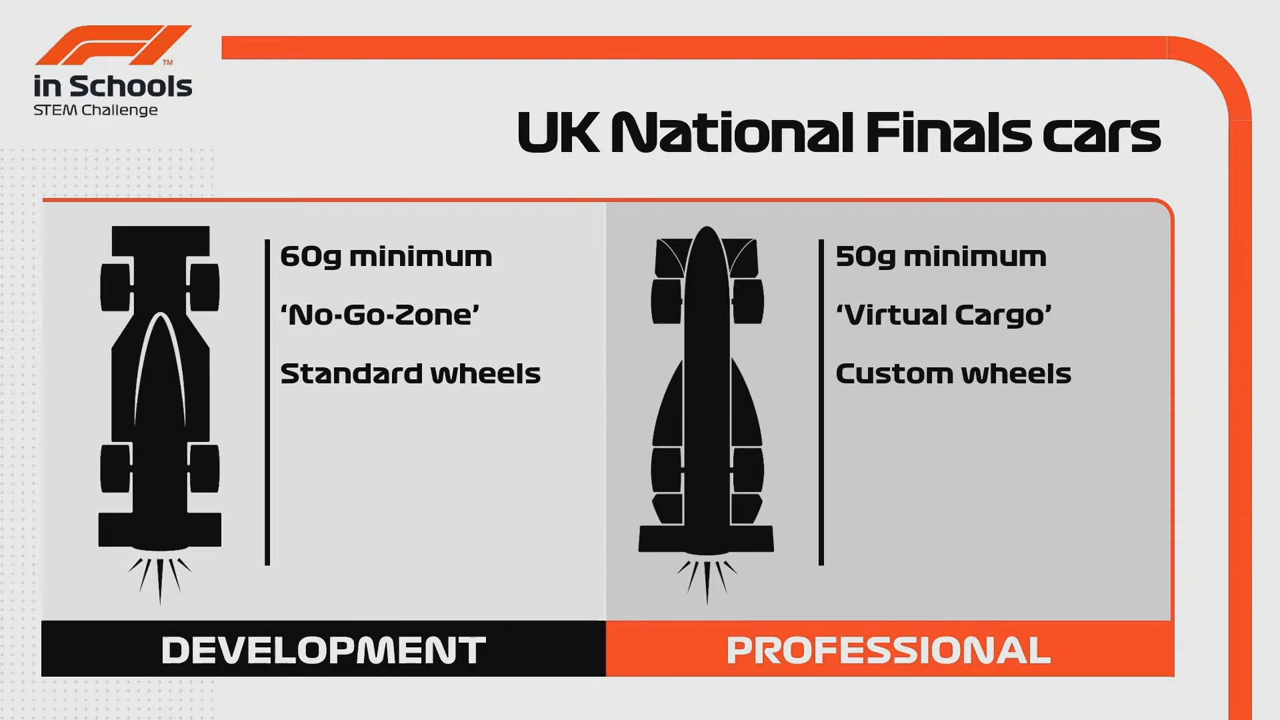 F1 TM
in Schools
STEM Challenge
UK National Finals cars
60g minimum
‘No-Go-Zone’
Standard wheels
50g minimum
‘Virtual Cargo’
Custom wheels
DEVELOPMENT
PROFESSIONAL